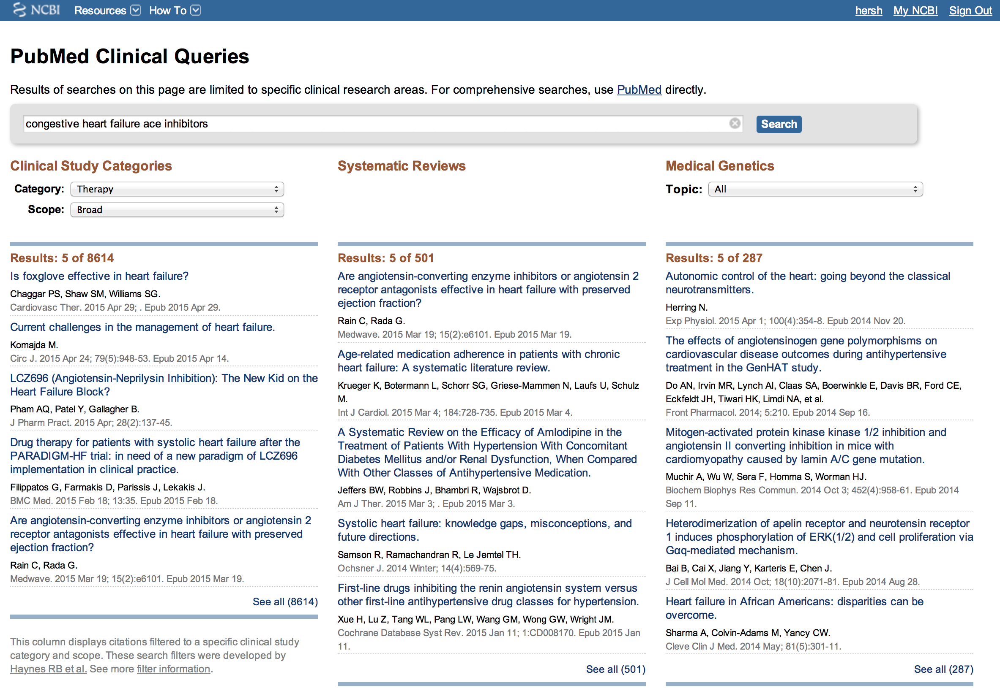 NCBI Resources How To hersh My NCBI Sign Out
PubMed Clinical Queries
Results of searches on this page are limited to specific clinical research areas. For comprehensive searches, use PubMed directly.
congestive heart failure ace inhibitors Search
Clinical Study Categories
Category: Therapy
Scope: Broad
Results: 5 of 8614
Is foxglove effective in heart failure?
Chaggar PS, Shaw SM, Williams SG.
Cardiovasc Ther. 2015 Apr 29; . Epub 2015 Apr 29.
Current challenges in the management of heart failure.
Komajda M.
Circ J. 2015 Apr 24; 79(5):948-53. Epub 2015 Apr 14.
LCZ696 (Angiotensin-Neprilysin Inhibition): The New Kid on the
Heart Failure Block?
Pham AQ, Patel Y, Gallagher B.
J Pharm Pract. 2015 Apr; 28(2):137-45.
Drug therapy for patients with systolic heart failure after the
PARADIGM-HF trial: in need of a new paradigm of LCZ696
implementation in clinical practice.
Filippatos G, Farmakis D, Parissis J, Lekakis J.
BMC Med. 2015 Feb 18; 13:35. Epub 2015 Feb 18.
Are angiotensin-converting enzyme inhibitors or angiotensin 2
receptor antagonists effective in heart failure with preserved
ejection fraction?
Rain C, Rada G.
Medwave. 2015 Mar 19; 15(2):e6101. Epub 2015 Mar 19.
See all (8614)
This column displays citations filtered to a specific clinical study
category and scope. These search filters were developed by
Haynes RB et al. See more filter information.
Systematic Reviews
Results: 5 of 501
Are angiotensin-converting enzyme inhibitors or angiotensin 2
receptor antagonists effective in heart failure with preserved
ejection fraction?
Rain C, Rada G.
Medwave. 2015 Mar 19; 15(2):e6101. Epub 2015 Mar 19.
Age-related medication adherence in patients with chronic
heart failure: A systematic literature review.
Krueger K, Botermann L, Schorr SG, Griese-Mammen N, Laufs U, Schulz
M.
Int J Cardiol. 2015 Mar 4; 184:728-735. Epub 2015 Mar 4.
A Systematic Review on the Efficacy of Amlodipine in the
Treatment of Patients With Hypertension With Concomitant
Diabetes Mellitus and/or Renal Dysfunction, When Compared
With Other Classes of Antihypertensive Medication.
Jeffers BW, Robbins J, Bhambri R, Wajsbrot D.
Am J Ther. 2015 Mar 3; . Epub 2015 Mar 3.
Systolic heart failure: knowledge gaps, misconceptions, and
future directions.
Samson R, Ramachandran R, Le Jemtel TH.
Ochsner J. 2014 Winter; 14(4):569-75.
First-line drugs inhibiting the renin angiotensin system versus
other first-line antihypertensive drug classes for hypertension.
Xue H, Lu Z, Tang WL, Pang LW, Wang GM, Wong GW, Wright JM.
Cochrane Database Syst Rev. 2015 Jan 11; 1:CD008170. Epub 2015 Jan
11.
See all (501)
Medical Genetics
Topic: All
Results: 5 of 287
Autonomic control of the heart: going beyond the classical
neurotransmitters.
Herring N.
Exp Physiol. 2015 Apr 1; 100(4):354-8. Epub 2014 Nov 20.
The effects of angiotensinogen gene polymorphisms on
cardiovascular disease outcomes during antihypertensive
treatment in the GenHAT study.
Do AN, Irvin MR, Lynch AI, Claas SA, Boerwinkle E, Davis BR, Ford CE,
Eckfeldt JH, Tiwari HK, Limdi NA, et al.
Front Pharmacol. 2014; 5:210. Epub 2014 Sep 16.
Mitogen-activated protein kinase kinase 1/2 inhibition and
angiotensin II converting inhibition in mice with
cardiomyopathy caused by lamin A/C gene mutation.
Muchir A, Wu W, Sera F, Homma S, Worman HJ.
Biochem Biophys Res Commun. 2014 Oct 3; 452(4):958-61. Epub 2014
Sep 11.
Heterodimerization of apelin receptor and neurotensin receptor
1 induces phosphorylation of ERK(1/2) and cell proliferation via
Gαq-mediated mechanism.
Bai B, Cai X, Jiang Y, Karteris E, Chen J.
J Cell Mol Med. 2014 Oct; 18(10):2071-81. Epub 2014 Aug 28.
Heart failure in African Americans: disparities can be
overcome.
Sharma A, Colvin-Adams M, Yancy CW.
Cleve Clin J Med. 2014 May; 81(5):301-11.
See all (287)